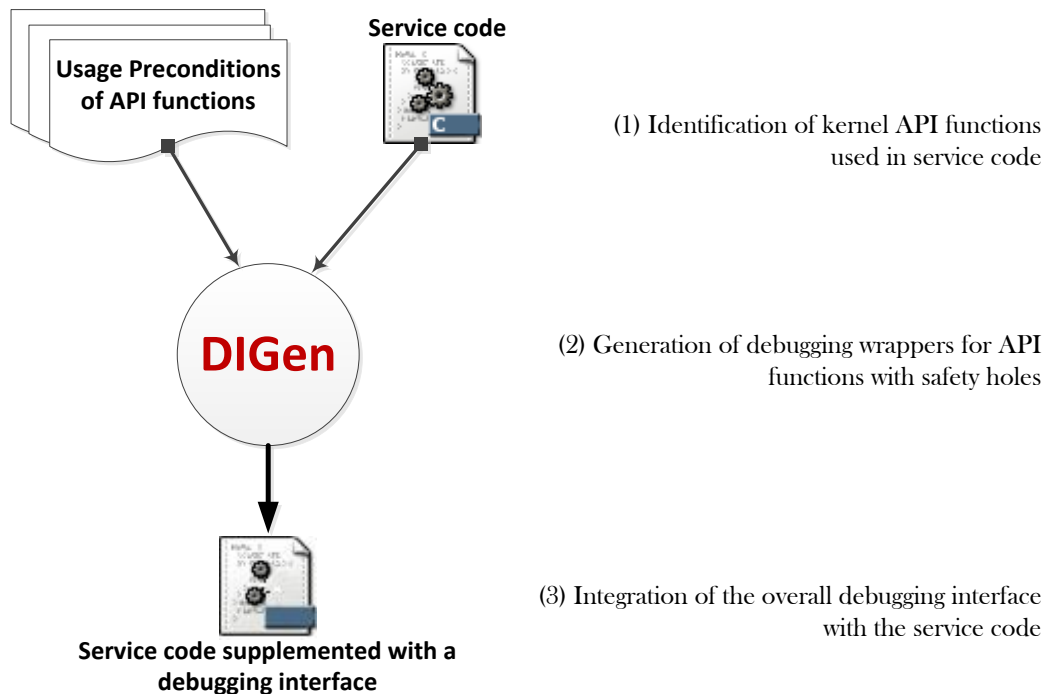 Service code
Usage Preconditions
of API functions
C
(1) Identification of kernel API functions
used in service code
DIGen
(2) Generation of debugging wrappers for API
functions with safety holes
(3) Integration of the overall debugging interface
with the service code
Service code supplemented with a
debugging interface